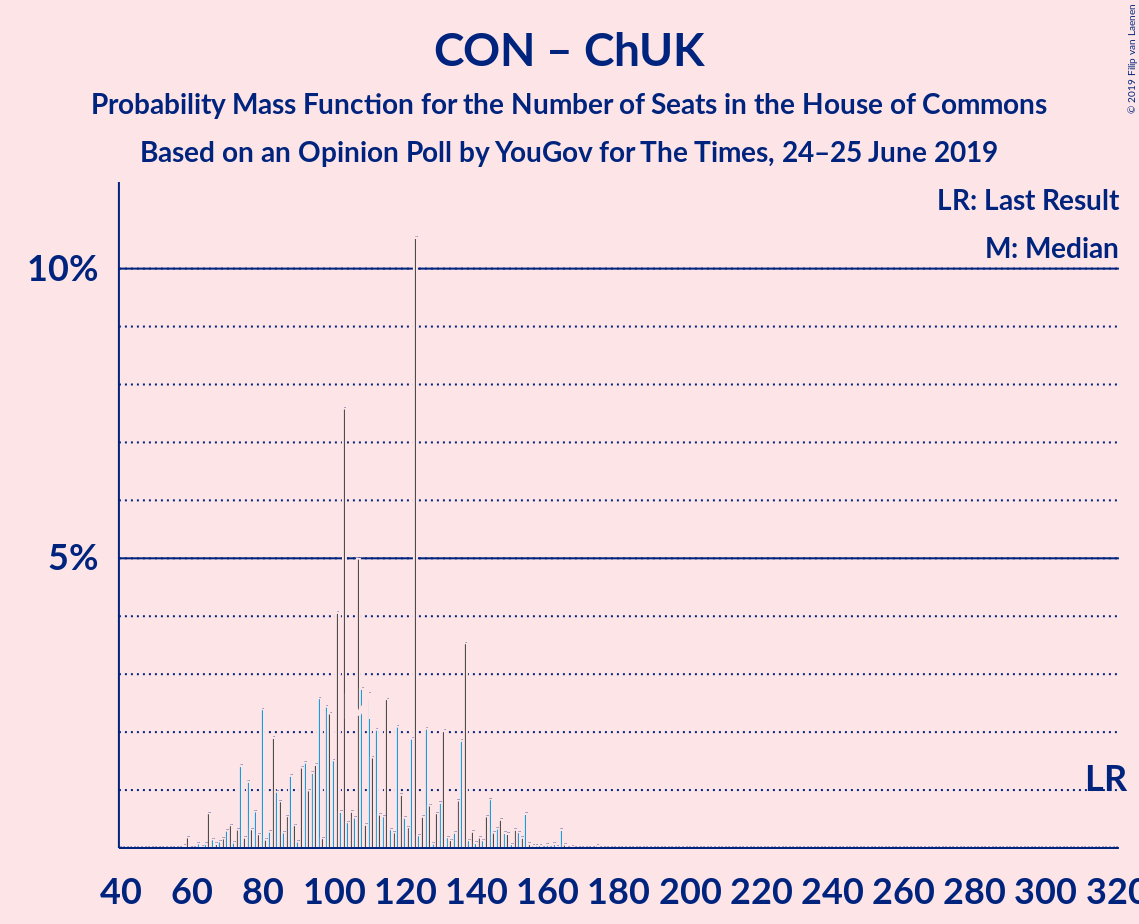 CON – ChUK
Probability Mass Function for the Number of Seats in the House of Commons
Based on an Opinion Poll by YouGov for The Times, 24–25 June 2019
© 2019 Filip van Laenen
LR: Last Result
M: Median
10%
5%
LR
40 60 80 100 120 140 160 180 200 220 240 260 280 300 320